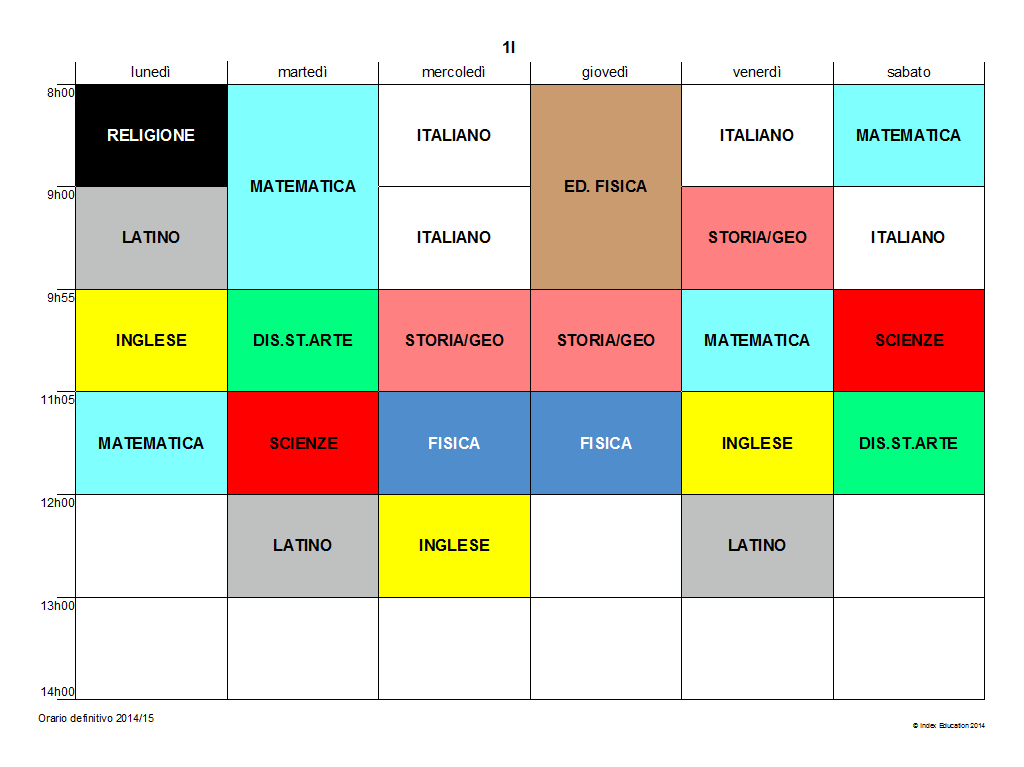 1I
lunedì martedì mercoledì giovedì venerdì sabato
8h00
RELIGIONE MATEMATICA ITALIANO ED. FISICA ITALIANO MATEMATICA
9h00
LATINO ITALIANO STORIA/GEO ITALIANO
9h55
INGLESE DIS.ST.ARTE STORIA/GEO STORIA/GEO MATEMATICA SCIENZE
11h05
MATEMATICA SCIENZE FISICA FISICA INGLESE DIS.ST.ARTE
12h00
LATINO INGLESE LATINO
13h00
14h00
Orario definitivo 2014/15
© Index Education 2014